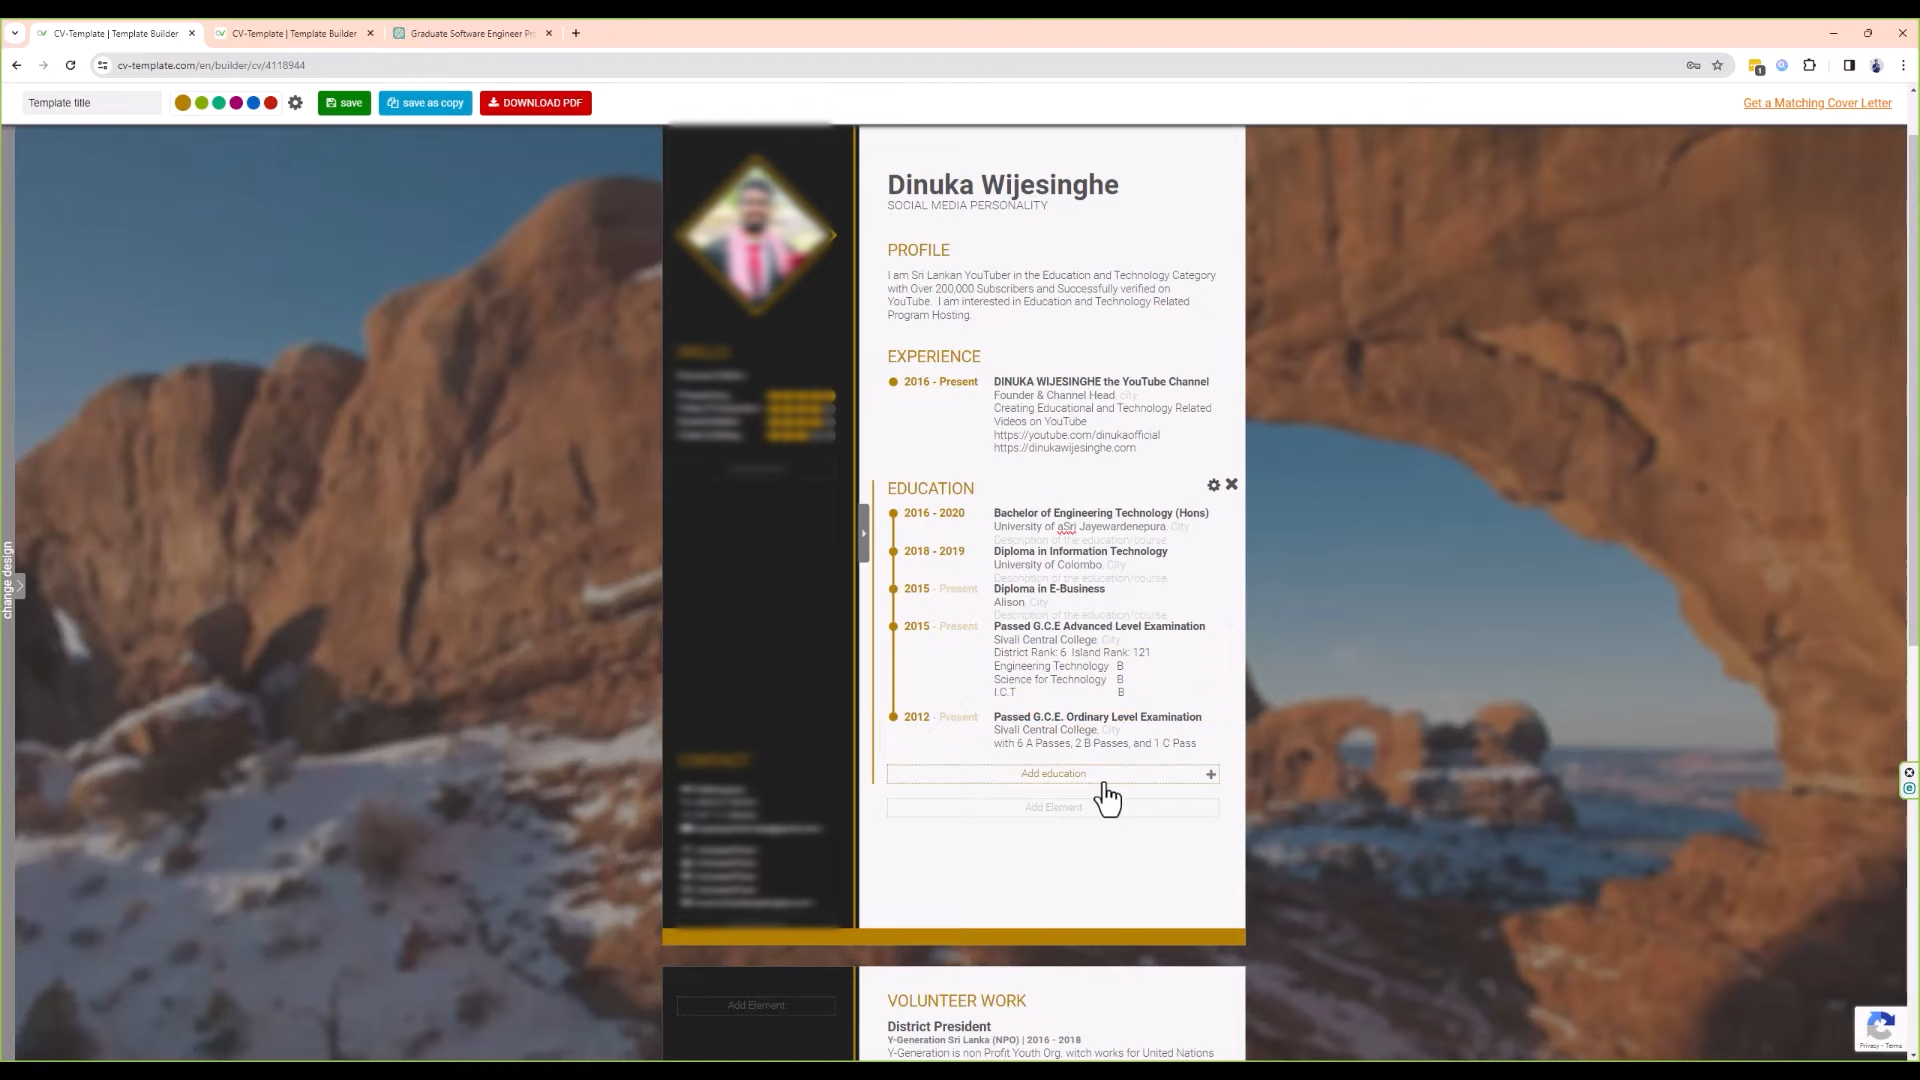 CV-Template | Template Builder
CV-Template | Template Builder
Graduate Software Engineer Pr
cv-template.com/en/builder/cv/4118944
1
Template title
save
save as copy
DOWNLOAD PDF
Get a Matching Cover Letter
change design
Dinuka Wijesinghe
SOCIAL MEDIA PERSONALITY
PROFILE
I am Sri Lankan YouTuber in the Education and Technology Category
with Over 200,000 Subscribers and Successfully verified on
YouTube. I am interested in Education and Technology Related
Program Hosting.
EXPERIENCE
2016 - Present DINUKA WIJESINGHE the YouTube Channel
Founder & Channel Head, city
Creating Educational and Technology Related
Videos on YouTube
https://youtube.com/dinukaofficial
https://dinukawijesinghe.com
EDUCATION
2016 - 2020 Bachelor of Engineering Technology (Hons)
University of aSri Jayewardenepura, City
Description of the education/course
2018 - 2019 Diploma in Information Technology
University of Colombo, City
Description of the education/course
2015 - Present Diploma in E-Business
Alison, City
Description of the education/course
2015 - Present Passed G.C.E Advanced Level Examination
Sivali Central College, City
District Rank: 6 Island Rank: 121
Engineering Technology B
Science for Technology B
I.C.T B
2012 - Present Passed G.C.E. Ordinary Level Examination
Sivali Central College, City
with 6 A Passes, 2 B Passes, and 1 C Pass
Add education
Add Element
SKILLS
CONTACT
Add Element
VOLUNTEER WORK
District President
Y-Generation Sri Lanka (NPO) | 2016 - 2018
Y-Generation is non Profit Youth Org. witch works for United Nations
Privacy - Terms